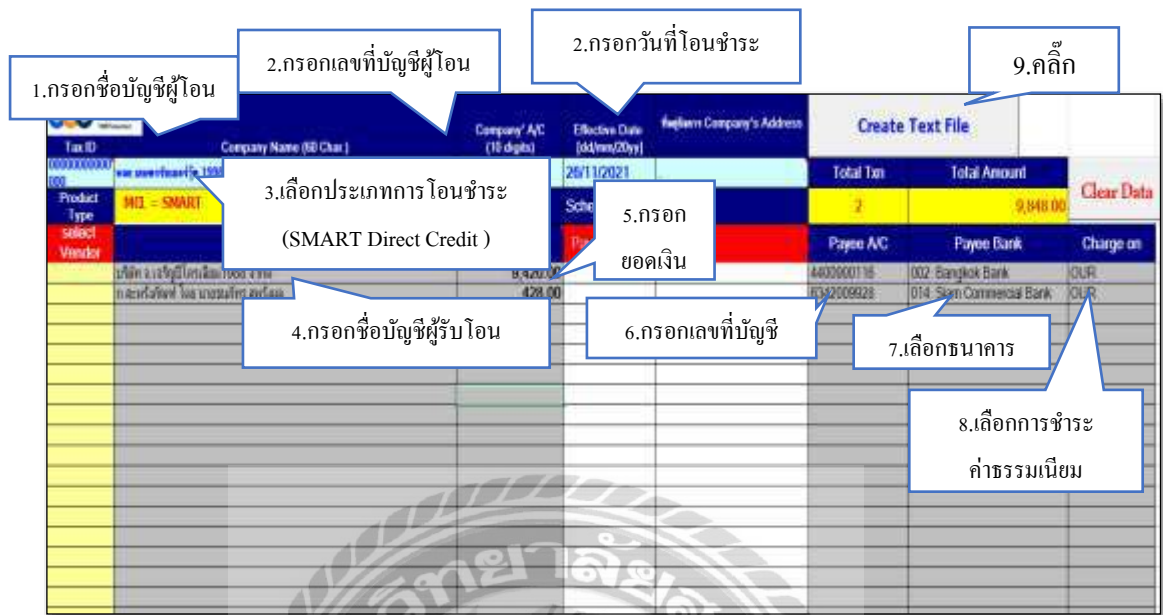 2.กรอกวันที่โอนชำระ
2.กรอกเลขที่บัญชีผู้โอน
9.คลิ๊ก
1.กรอกชื่อบัญชีผู้โอน
Tax ID
Company Name (60 Char.)
Company' A/C
(10 digits)
Effective Date
[dd/mm/20yy]
Company's Address
Create Text File
0000000000
000
26/11/2021
Total Txn
Total Amount
Clear Data
Product
Type
MCL = SMART
2
9,848.00
3.เลือกประเภทการโอนชำระ
(SMART Direct Credit )
5.กรอก
ยอดเงิน
select
Vendor
Payee A/C
Payee Bank
Charge on
9,420.00
4400900116
002: Bangkok Bank
OUR
428.00
014: Siam Commercial Bank
OUR
4.กรอกชื่อบัญชีผู้รับโอน
6.กรอกเลขที่บัญชี
7.เลือกธนาคาร
8.เลือกการชำระ
ค่าธรรมเนียม